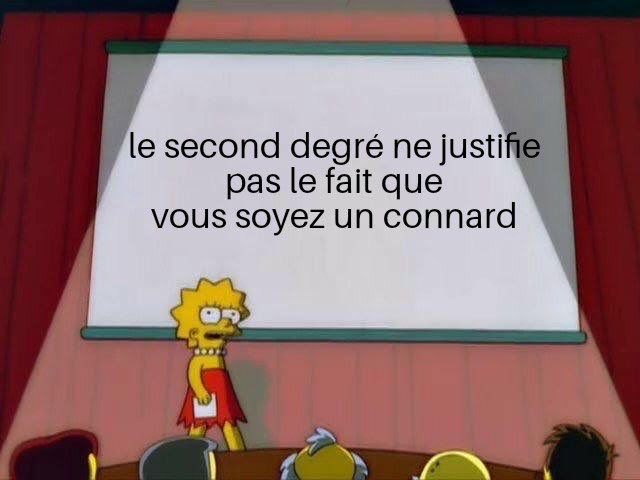 le second degré ne justifie
pas le fait que
vous soyez un connard